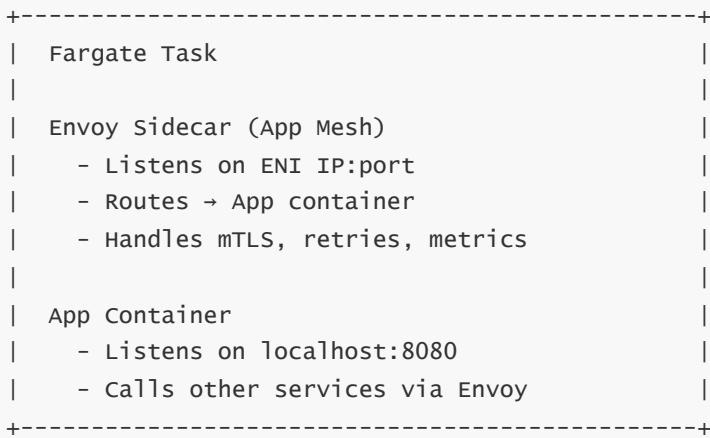 +------------------------------------------------+
|  Fargate Task                                  |
|                                                |
|  Envoy Sidecar (App Mesh)                      |
|    - Listens on ENI IP:port                    |
|    - Routes → App container                    |
|    - Handles mTLS, retries, metrics            |
|                                                |
|  App Container                                 |
|    - Listens on localhost:8080                 |
|    - Calls other services via Envoy            |
+------------------------------------------------+